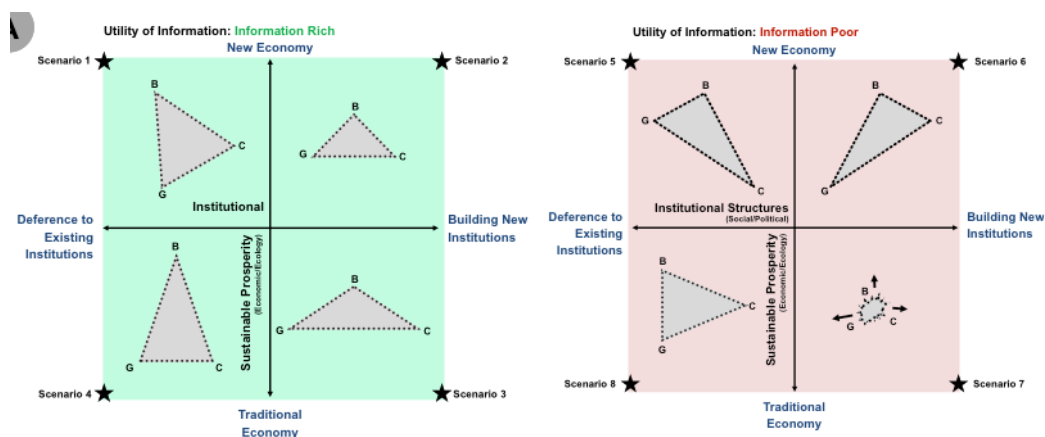 A
Utility of Information: Information Rich
New Economy
Scenario 1
Scenario 2
B
C
G
B
G
C
Institutional
Deference to
Existing
Institutions
Building New
Institutions
Sustainable Prosperity
(Economic/Ecology)
B
G
C
B
G
C
Scenario 4
Scenario 3
Traditional
Economy
Utility of Information: Information Poor
New Economy
Scenario 5
Scenario 6
B
G
C
B
C
G
Institutional Structures
(Social/Political)
Deference to
Existing
Institutions
Building New
Institutions
Sustainable Prosperity
(Economic/Ecology)
B
C
G
B
G
C
Scenario 8
Scenario 7
Traditional
Economy